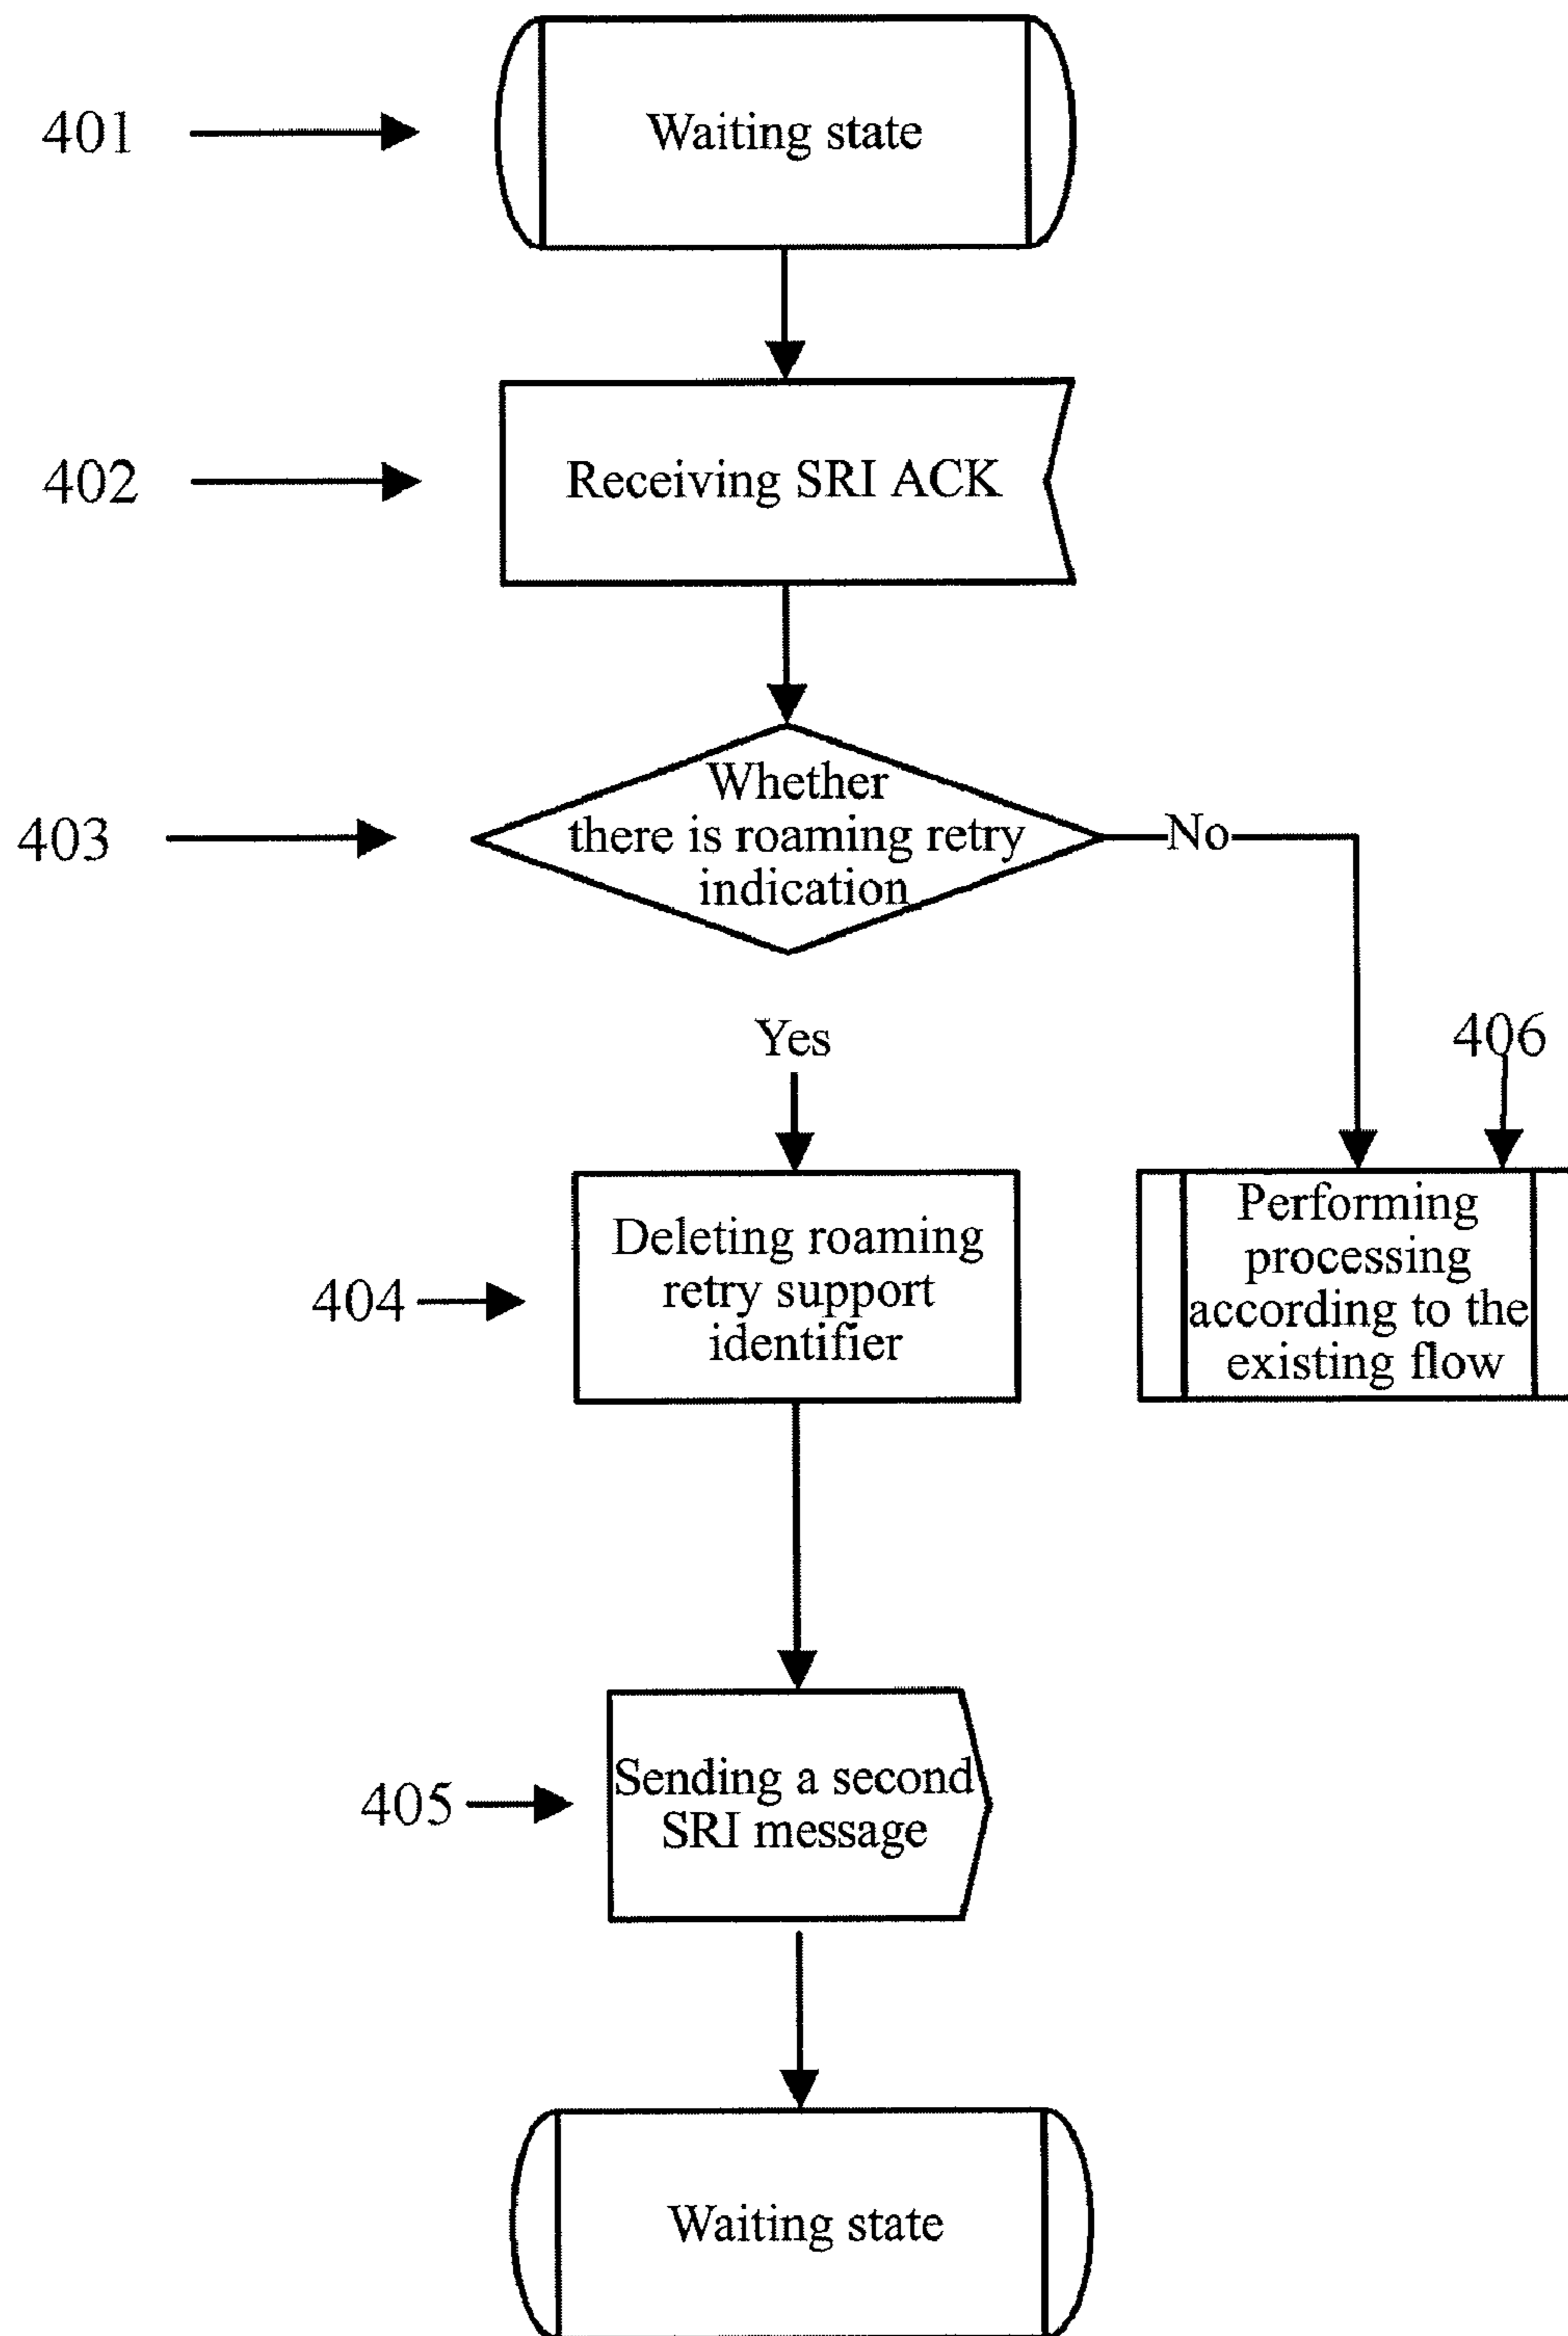 401
Waiting state
402
Receiving SRI ACK
403
Whether
there is roaming retry
indication
No
Yes
406
404
Deleting roaming
retry support
identifier
Performing
processing
according to the
existing flow
405
Sending a second
SRI message
Waiting state